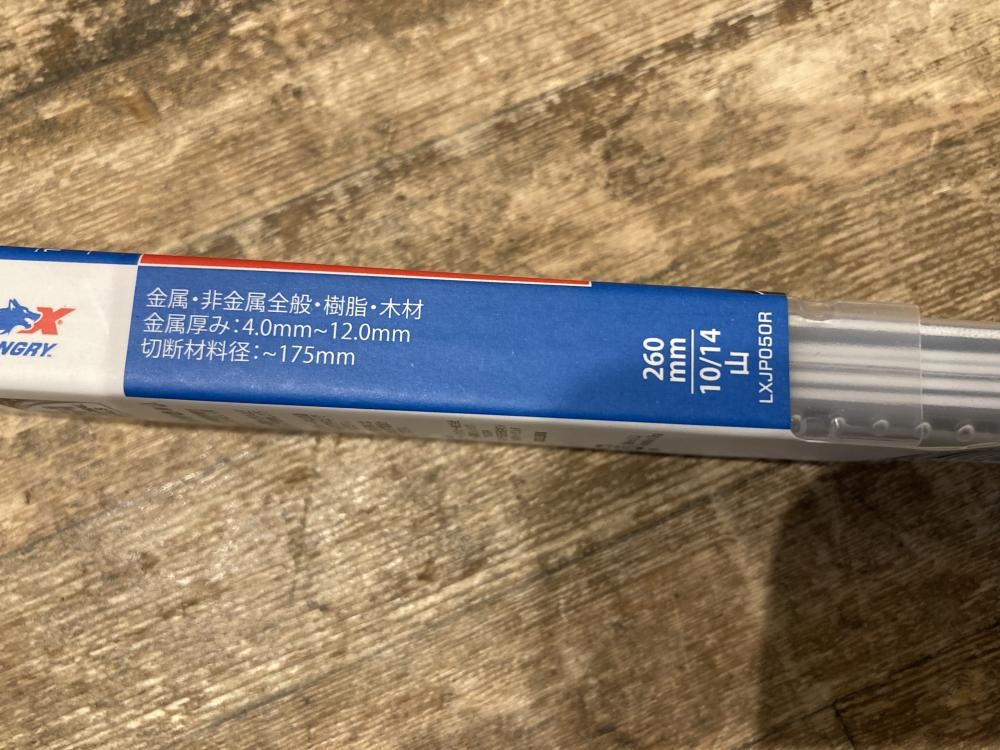 X
NGRY.
金属・非金属全般・樹脂・木材
金属厚み：4.0mm~12.0mm
切断材料径：~175mm
260
mm
10/14
山
LXJP050R